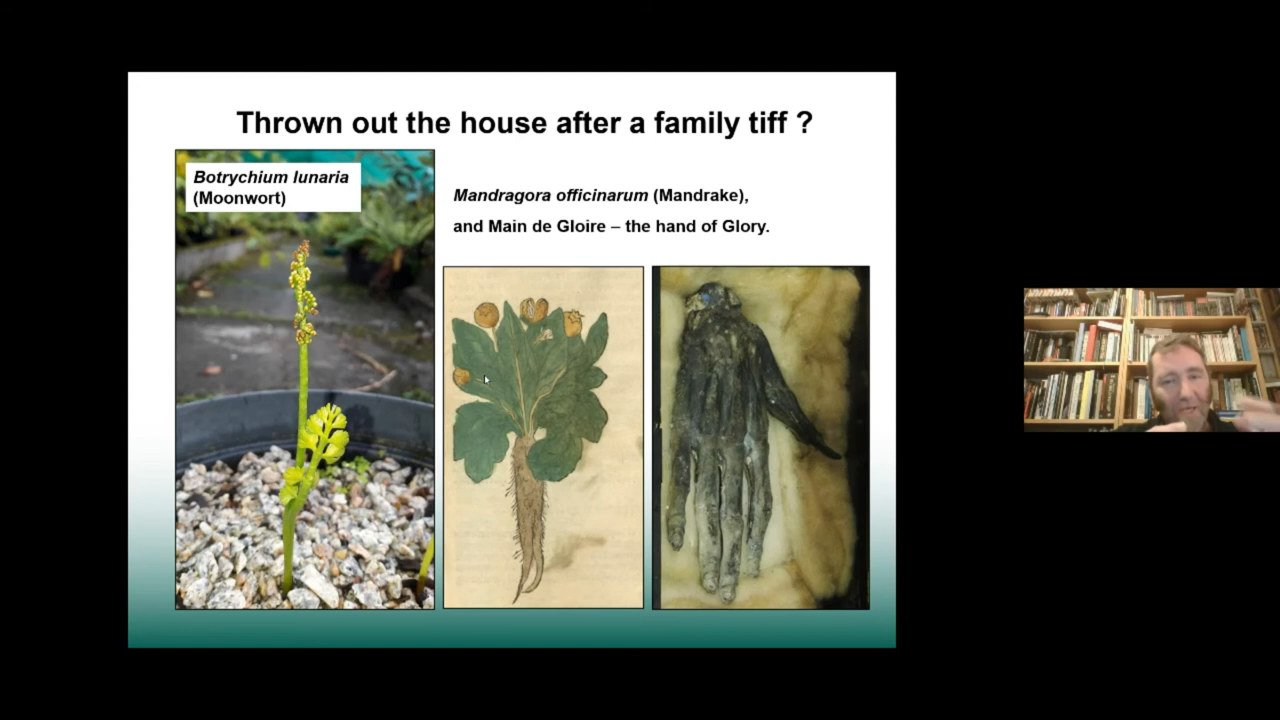 Thrown out the house after a family tiff ?
Botrychium lunaria
(Moonwort)
Mandragora officinarum (Mandrake),
and Main de Gloire – the hand of Glory.